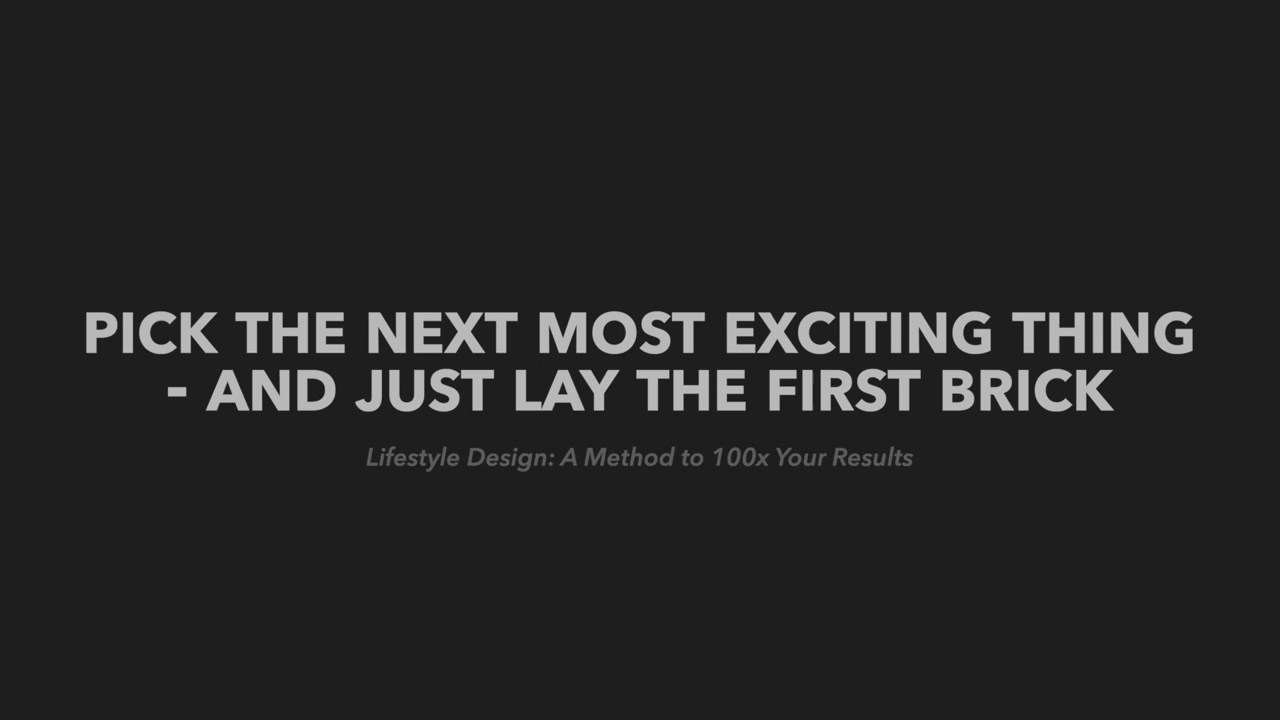 PICK THE NEXT MOST EXCITING THING
- AND JUST LAY THE FIRST BRICK
Lifestyle Design: A Method to 100x Your Results